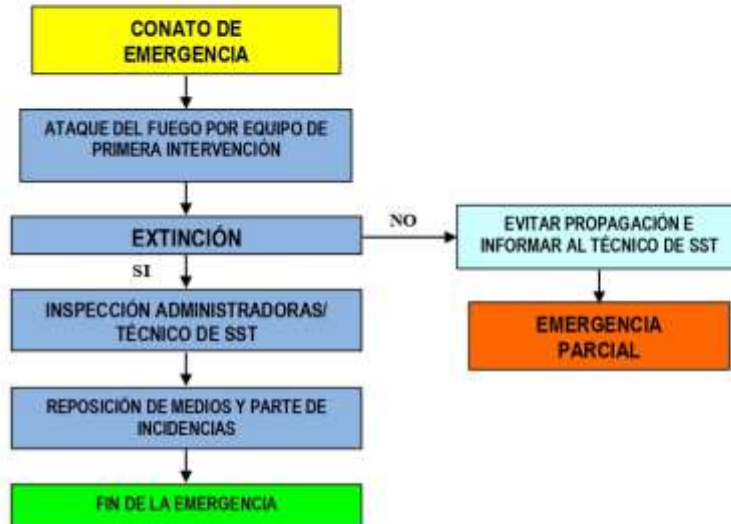 CONATO DE
EMERGENCIA
ATAQUE DEL FUEGO POR EQUIPO DE
PRIMERA INTERVENCIÓN
EXTINCIÓN
NO
EVITAR PROPAGACIÓN E
INFORMAR AL TÉCNICO DE SST
SI
INSPECCIÓN ADMINISTRADORAS/
TÉCNICO DE SST
EMERGENCIA
PARCIAL
REPOSICIÓN DE MEDIOS Y PARTE DE
INCIDENCIAS
FIN DE LA EMERGENCIA